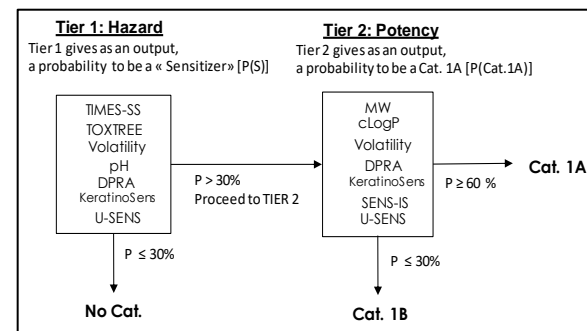 Tier 1: Hazard
Tier 1 gives as an output,
a probability to be a « Sensitizer» [P(S)]
TIMES-SS
TOXTREE
Volatility
pH
DPRA
KeratinoSens
U-SENS
P > 30%
Proceed to TIER 2
P ≤ 30%
No Cat.
Tier 2: Potency
Tier 2 gives as an output,
a probability to be a Cat. 1A [P(Cat.1A)]
MW
cLogP
Volatility
DPRA
KeratinoSens
SENS-IS
U-SENS
P ≥ 60 %
Cat. 1A
P ≤ 30%
Cat. 1B